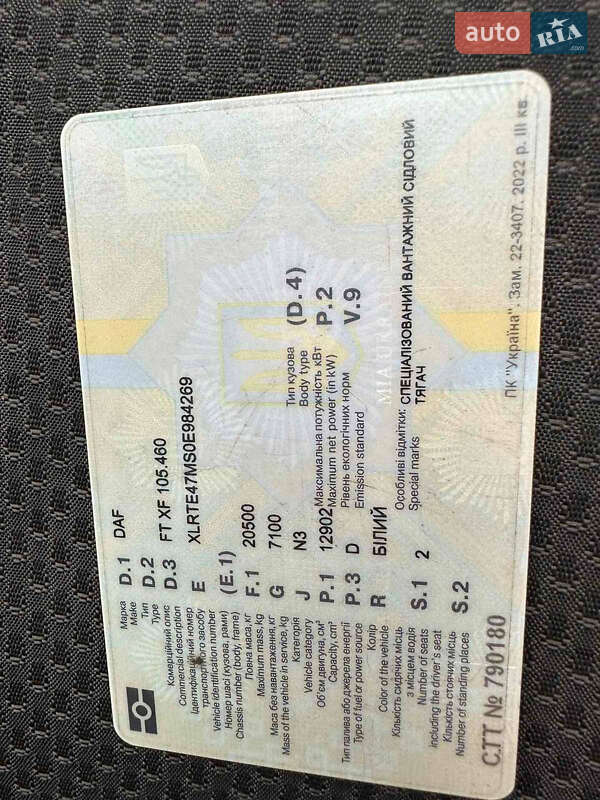 auto RIA .com
Марка
Make D.1 DAF
Тип
Type D.2
Комерційний опис
Commercial description D.3 FT XF 105.460
Ідентифікаційний номер
транспортного засобу
Vehicle identification number E XLRTE47MS0E984269
Номер шасі (кузова, рами)
Chassis number (body, frame) (E.1)
Повна маса, кг
Maximum mass, kg F.1 20500
Маса без навантаження, кг
Mass of the vehicle in service, kg G 7100
Категорія
Vehicle category J N3
Тип кузова
Body type (D.4)
Об'єм двигуна, см³
Capacity, cm³ P.1 12902
Максимальна потужність кВт
Maximum net power (in kW) P.2
Тип палива або джерела енергії
Type of fuel or power source P.3 D
Рівень екологічних норм
Emission standard V.9
Колір
Color of the vehicle R БІЛИЙ
Кількість сидячих місць
з місцем водія
Number of seats
including the driver's seat S.1 2
Особливі відмітки: СПЕЦІАЛІЗОВАНИЙ ВАНТАЖНИЙ СІДЛОВИЙ
Special marks ТЯГАЧ
Кількість стоячих місць
Number of standing places S.2
СТТ № 790180
ПК "Україна". Зам. 22-3407. 2022 р. III кв.